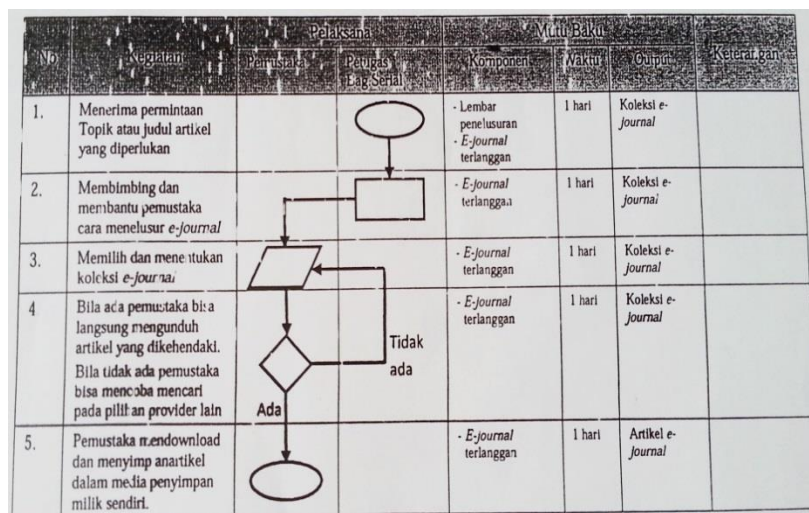 Pelaksana Mutu Baku
No Kegiatan Pemustaka Petugas Komponen Waktu Output Keterangan
Bag Serial
1. Menerima permintaan - Lembar 1 hari Koleksi e-
Topik atau judul artikel penelusuran journal
yang diperlukan - E-journal
terlanggan
2. Membimbing dan - E-journal 1 hari Koleksi e-
membantu pemustaka terlanggan journal
cara menelusur e-journal
3. Memilih dan menentukan - E-journal 1 hari Koleksi e-
koleksi e-journal terlanggan journal
4 Bila ada pemustaka bisa - E-journal 1 hari Koleksi e-
langsung mengunduh terlanggan journal
artikel yang dikehendaki.
Tidak
Bila tidak ada pemustaka ada
bisa mencoba mencari
pada pilihan provider lain Ada
5. Pemustaka mendownload - E-journal 1 hari Artikel e-
dan menyimp anartikel terlanggan journal
dalam media penyimpan
milik sendiri.